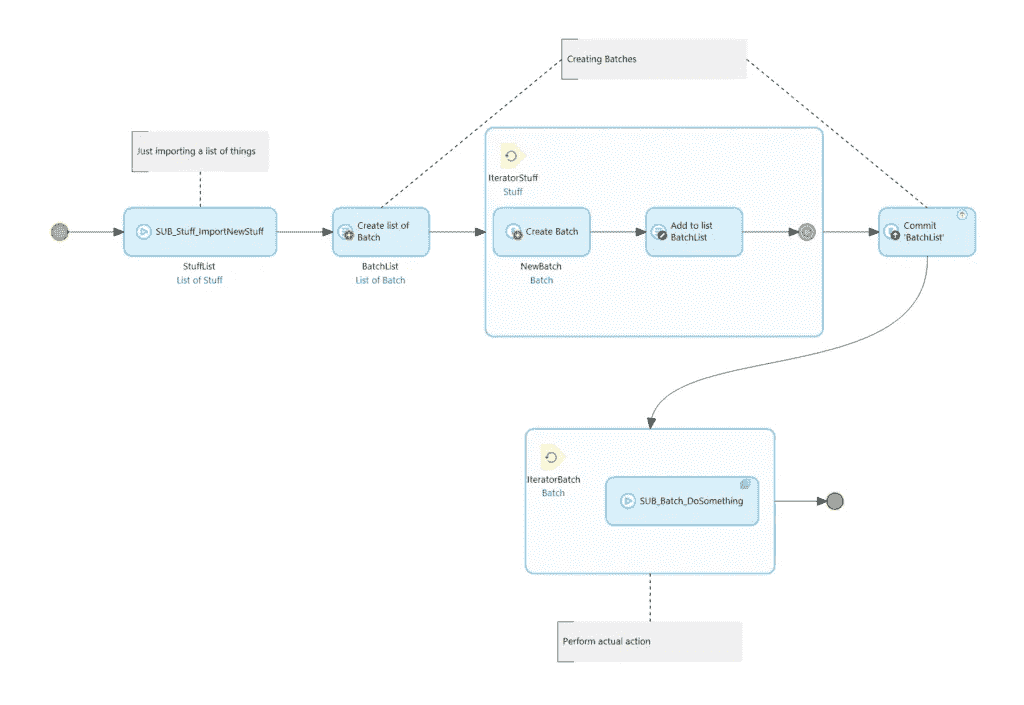 Creating Batches
Just importing a list of things
IteratorStuff
Stuff
SUB_Stuff_ImportNewStuff
StuffList
List of Stuff
Create list of
Batch
BatchList
List of Batch
Create Batch
NewBatch
Batch
Add to list
BatchList
Commit
'BatchList'
IteratorBatch
Batch
SUB_Batch_DoSomething
Perform actual action